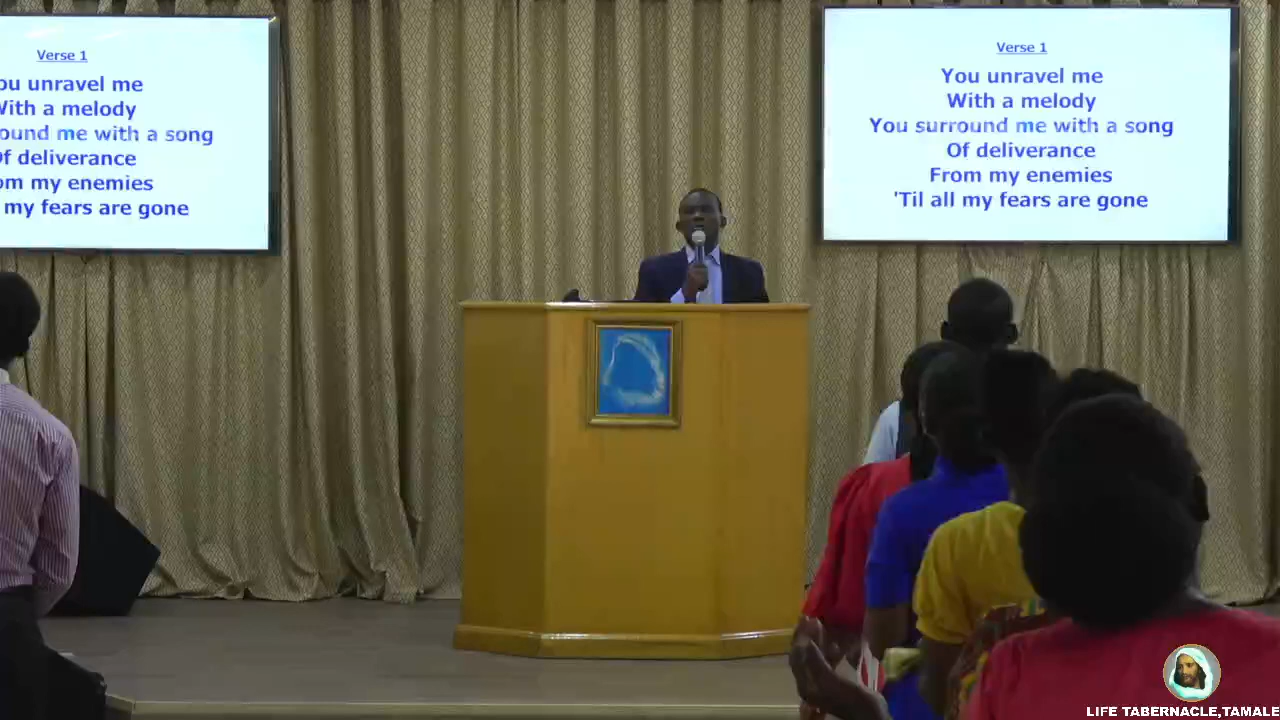 Verse 1
ou unravel me
With a melody
ound me with a song
Of deliverance
om my enemies
my fears are gone
Verse 1
You unravel me
With a melody
You surround me with a song
Of deliverance
From my enemies
'Til all my fears are gone
LIFE TABERNACLE,TAMALE